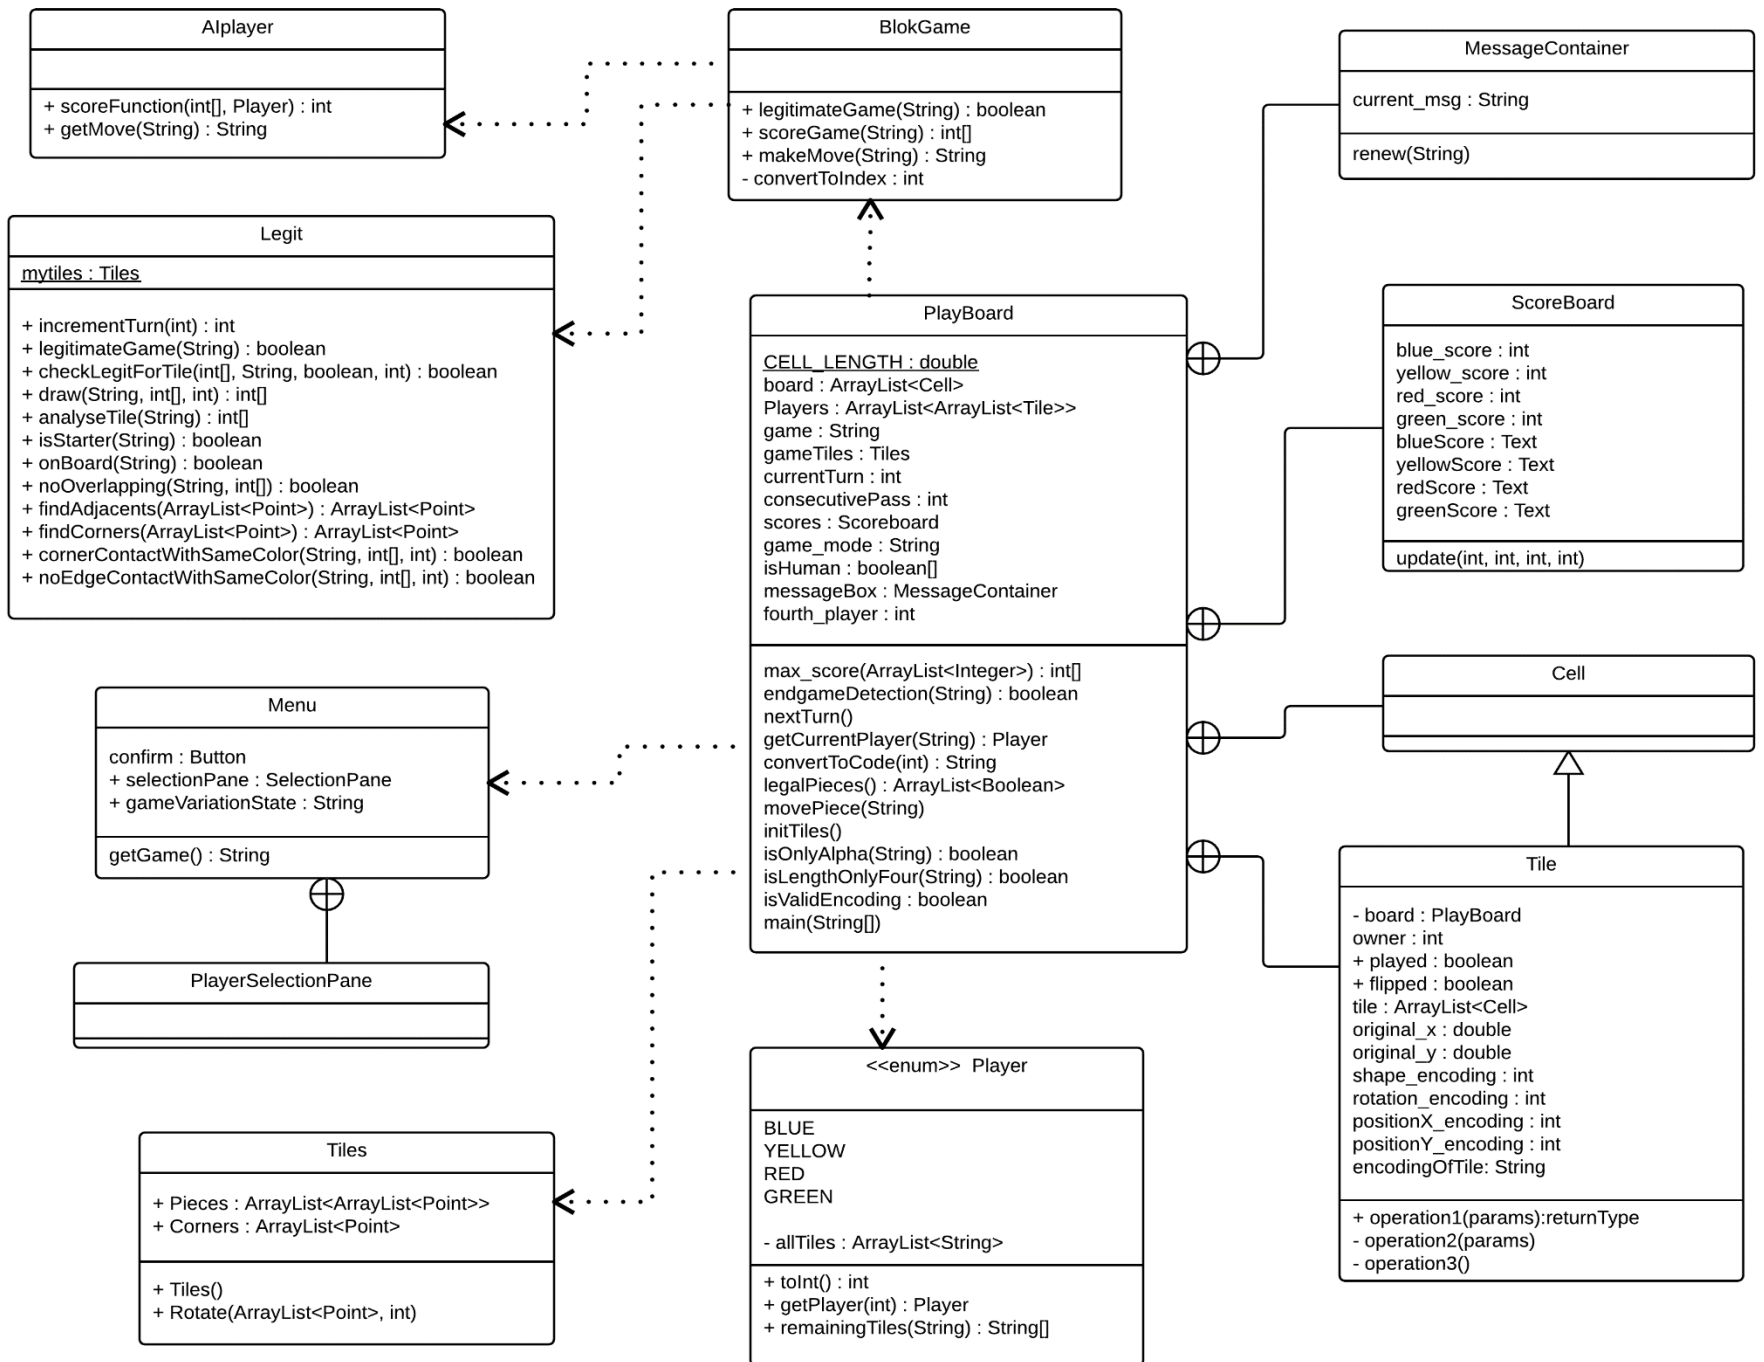 AIplayer
+ scoreFunction(int[], Player) : int
+ getMove(String) : String
BlokGame
+ legitimateGame(String) : boolean
+ scoreGame(String) : int[]
+ makeMove(String) : String
- convertToIndex : int
MessageContainer
current_msg : String
renew(String)
Legit
mytiles : Tiles
+ incrementTurn(int) : int
+ legitimateGame(String) : boolean
+ checkLegitForTile(int[], String, boolean, int) : boolean
+ draw(String, int[], int) : int[]
+ analyseTile(String) : int[]
+ isStarter(String) : boolean
+ onBoard(String) : boolean
+ noOverlapping(String, int[]) : boolean
+ findAdjacents(ArrayList<Point>) : ArrayList<Point>
+ findCorners(ArrayList<Point>) : ArrayList<Point>
+ cornerContactWithSameColor(String, int[], int) : boolean
+ noEdgeContactWithSameColor(String, int[], int) : boolean
PlayBoard
CELL_LENGTH : double
board : ArrayList<Cell>
Players : ArrayList<ArrayList<Tile>>
game : String
gameTiles : Tiles
currentTurn : int
consecutivePass : int
scores : Scoreboard
game_mode : String
isHuman : boolean[]
messageBox : MessageContainer
fourth_player : int
max_score(ArrayList<Integer>) : int[]
endgameDetection(String) : boolean
nextTurn()
getCurrentPlayer(String) : Player
convertToCode(int) : String
legalPieces() : ArrayList<Boolean>
movePiece(String)
initTiles()
isOnlyAlpha(String) : boolean
isLengthOnlyFour(String) : boolean
isValidEncoding : boolean
main(String[])
ScoreBoard
blue_score : int
yellow_score : int
red_score : int
green_score : int
blueScore : Text
yellowScore : Text
redScore : Text
greenScore : Text
update(int, int, int, int)
Cell
Menu
confirm : Button
+ selectionPane : SelectionPane
+ gameVariationState : String
getGame() : String
PlayerSelectionPane
Tile
- board : PlayBoard
owner : int
+ played : boolean
+ flipped : boolean
tile : ArrayList<Cell>
original_x : double
original_y : double
shape_encoding : int
rotation_encoding : int
positionX_encoding : int
positionY_encoding : int
encodingOfTile: String
+ operation1(params):returnType
- operation2(params)
- operation3()
Tiles
+ Pieces : ArrayList<ArrayList<Point>>
+ Corners : ArrayList<Point>
+ Tiles()
+ Rotate(ArrayList<Point>, int)
<<enum>> Player
BLUE
YELLOW
RED
GREEN
- allTiles : ArrayList<String>
+ toInt() : int
+ getPlayer(int) : Player
+ remainingTiles(String) : String[]